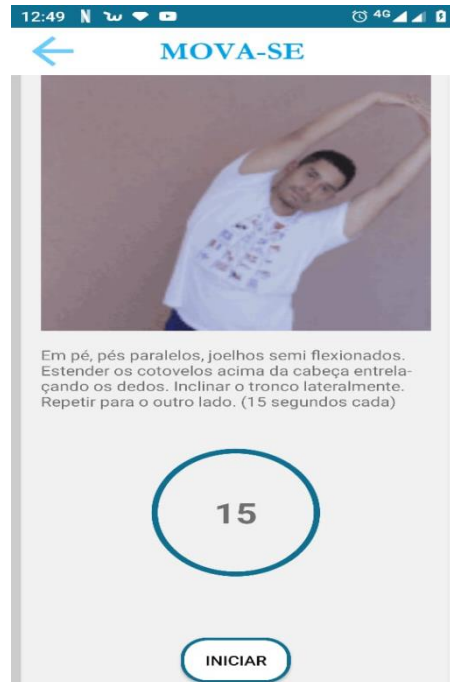 12:49 N 4G
MOVA-SE
Em pé, pés paralelos, joelhos semi flexionados.
Estender os cotovelos acima da cabeça entrela-
çando os dedos. Inclinar o tronco lateralmente.
Repetir para o outro lado. (15 segundos cada)
15
INICIAR